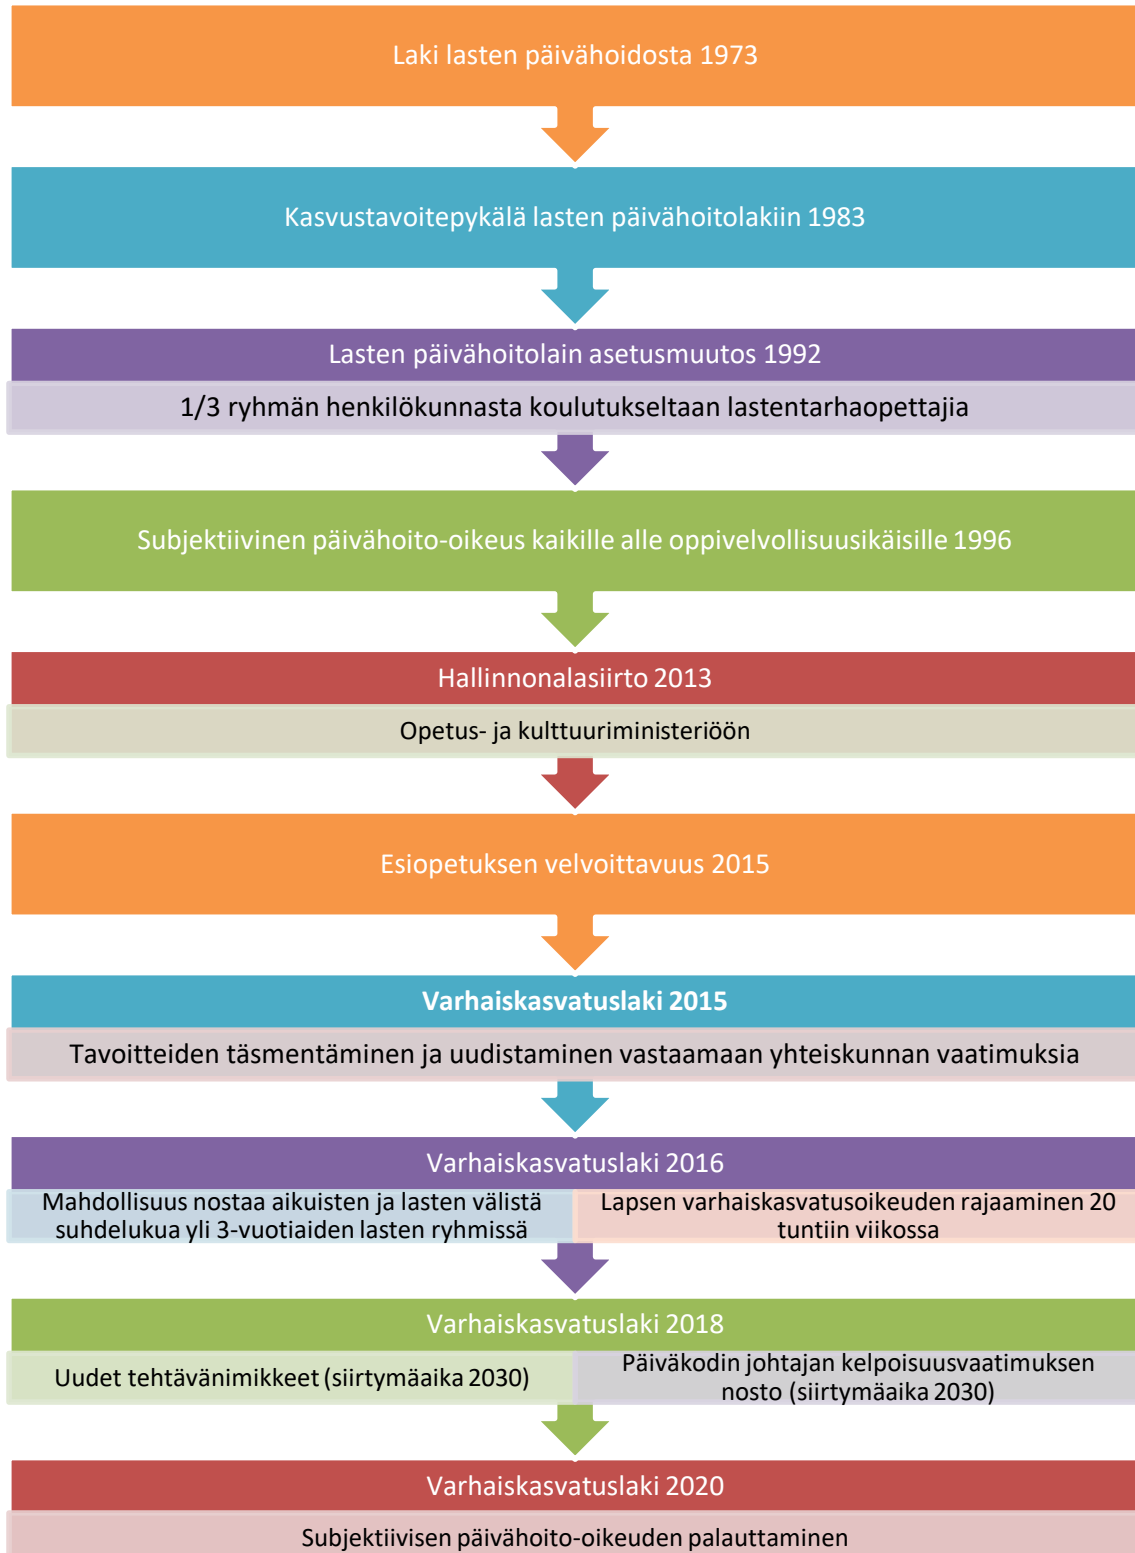 Laki lasten päivähoidosta 1973
Kasvustavoitepykälä lasten päivähoitolakiin 1983
Lasten päivähoitolain asetusmuutos 1992
1/3 ryhmän henkilökunnasta koulutukseltaan lastentarhaopettajia
Subjektiivinen päivähoito-oikeus kaikille alle oppivelvollisuusikäisille 1996
Hallinnonalasiirto 2013
Opetus- ja kulttuuriministeriöön
Esiopetuksen velvoittavuus 2015
Varhaiskasvatuslaki 2015
Tavoitteiden täsmentäminen ja uudistaminen vastaamaan yhteiskunnan vaatimuksia
Varhaiskasvatuslaki 2016
Mahdollisuus nostaa aikuisten ja lasten välistä
suhdelukua yli 3-vuotiaiden lasten ryhmissä
Lapsen varhaiskasvatusoikeuden rajaaminen 20
tuntiin viikossa
Varhaiskasvatuslaki 2018
Uudet tehtävänimikkeet (siirtymäaika 2030)
Päiväkodin johtajan kelpoisuusvaatimuksen
nosto (siirtymäaika 2030)
Varhaiskasvatuslaki 2020
Subjektiivisen päivähoito-oikeuden palauttaminen